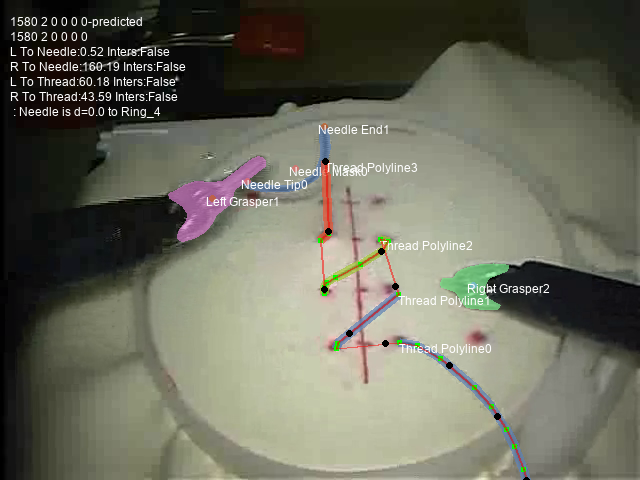 1580 2 0 0 0 0-predicted
1580 2 0 0 0 0
L To Needle:0.52 Inters:False
R To Needle:160.19 Inters:False
L To Thread:60.18 Inters:False
R To Thread:43.59 Inters:False
: Needle is d=0.0 to Ring_4
Needle End1
Thread Polyline3
Needle Mask0
Needle Tip0
Left Grasper1
Thread Polyline2
Right Grasper2
Thread Polyline1
Thread Polyline0